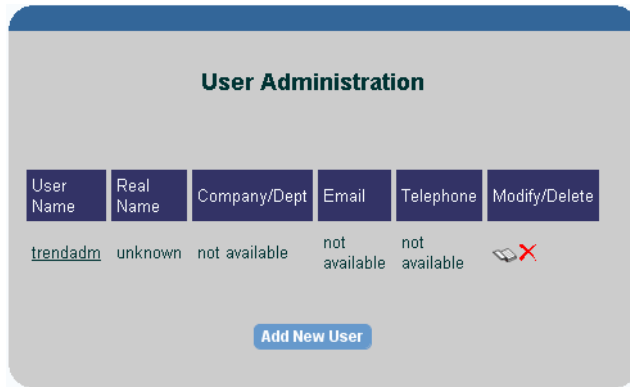 User Administration
User Name Real Name Company/Dept Email Telephone Modify/Delete
trendadm unknown not available not available not available
Add New User